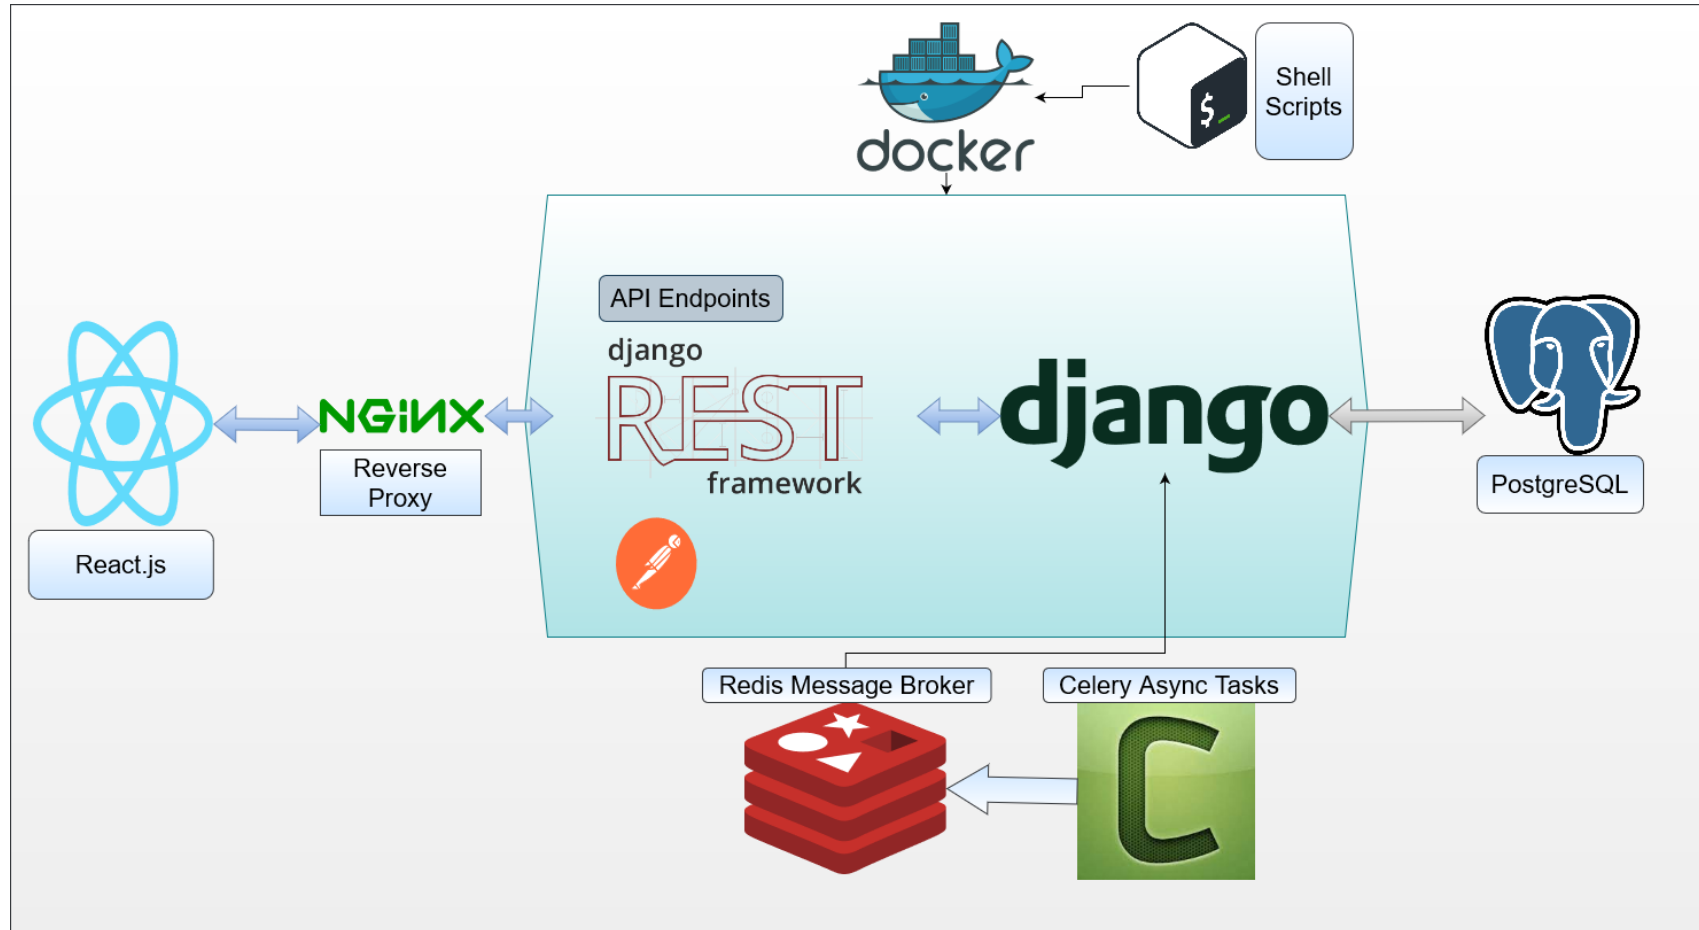 docker
$_
Shell
Scripts
API Endpoints
django
REST
framework
django
NGiNX
Reverse
Proxy
React.js
PostgreSQL
Redis Message Broker
Celery Async Tasks
C